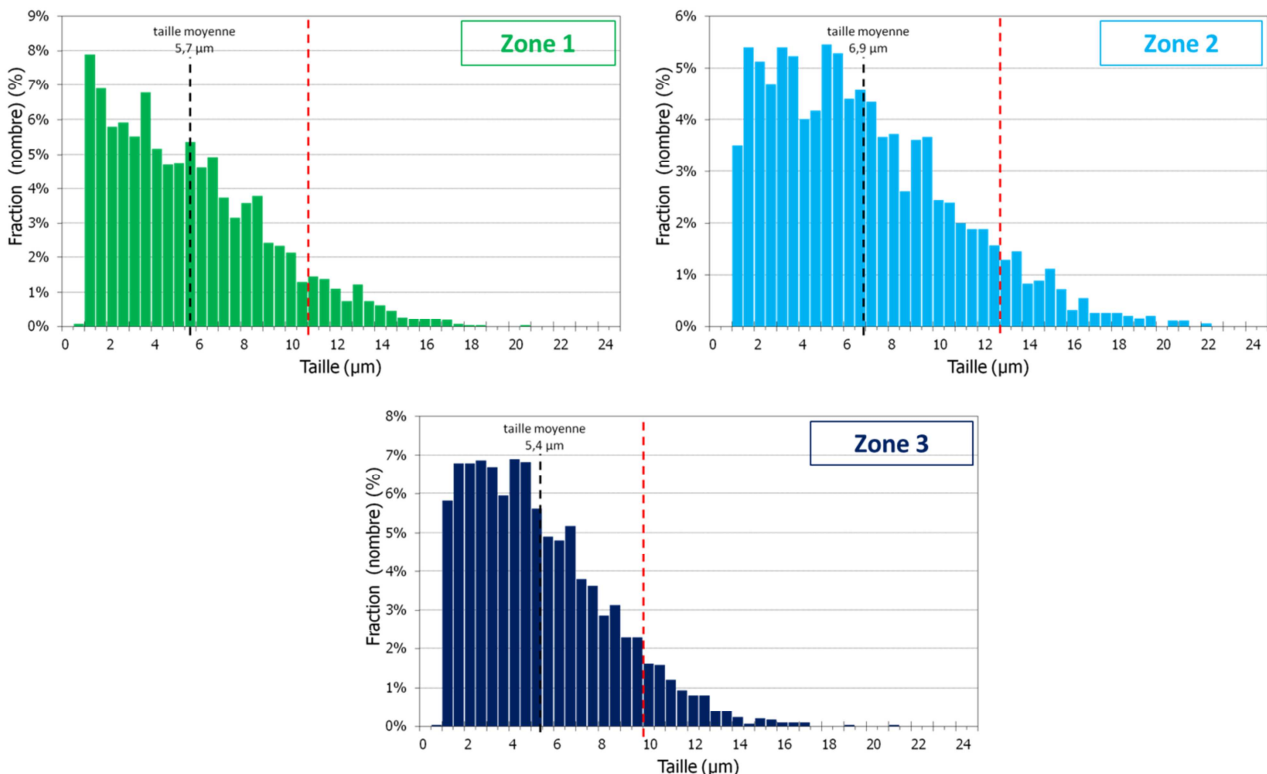 Zone 1
taille moyenne
5,7 µm
Fraction (nombre) (%)
9%
8%
7%
6%
5%
4%
3%
2%
1%
0%
0 2 4 6 8 10 12 14 16 18 20 22 24
Taille (µm)
Zone 2
taille moyenne
6,9 µm
Fraction (nombre) (%)
6%
5%
4%
3%
2%
1%
0%
0 2 4 6 8 10 12 14 16 18 20 22 24
Taille (µm)
Zone 3
taille moyenne
5,4 µm
Fraction (nombre) (%)
8%
7%
6%
5%
4%
3%
2%
1%
0%
0 2 4 6 8 10 12 14 16 18 20 22 24
Taille (µm)